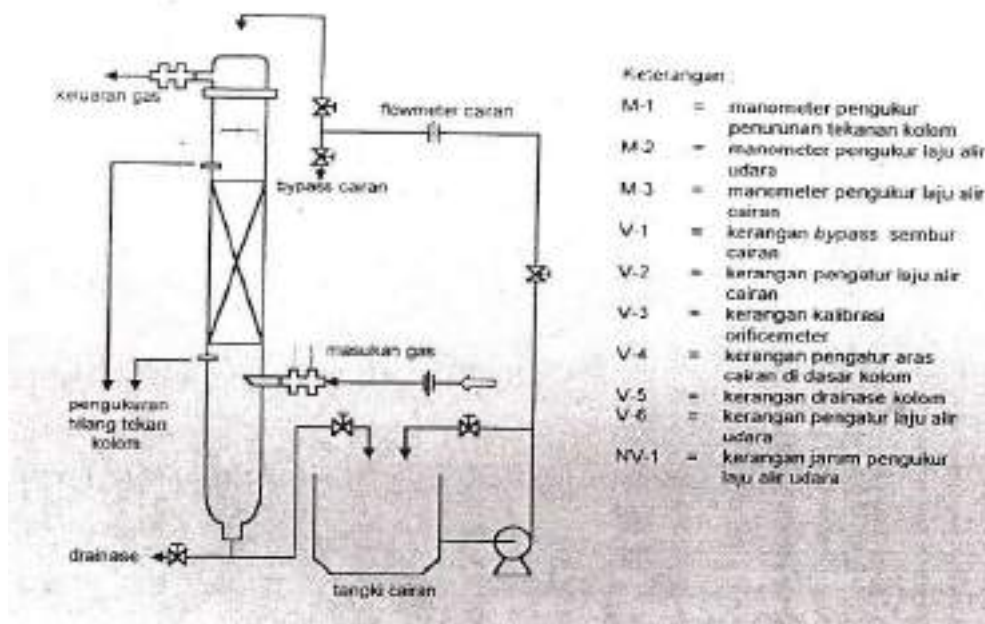 keluaran gas
flowmeter cairan
bypass cairan
masukan gas
pengukuran
hilang tekan
kolom
drainase
tangki cairan
Keterangan :
M-1 = manometer pengukur
penurunan tekanan kolom
M-2 = manometer pengukur laju alir
udara
M-3 = manometer pengukur laju alir
cairan
V-1 = kerangan bypass sembur
cairan
V-2 = kerangan pengatur laju alir
cairan
V-3 = kerangan kalibrasi
orificemeter
V-4 = kerangan pengatur aras
cairan di dasar kolom
V-5 = kerangan drainase kolom
V-6 = kerangan pengatur laju alir
udara
NV-1 = kerangan jarum pengukur
laju alir udara